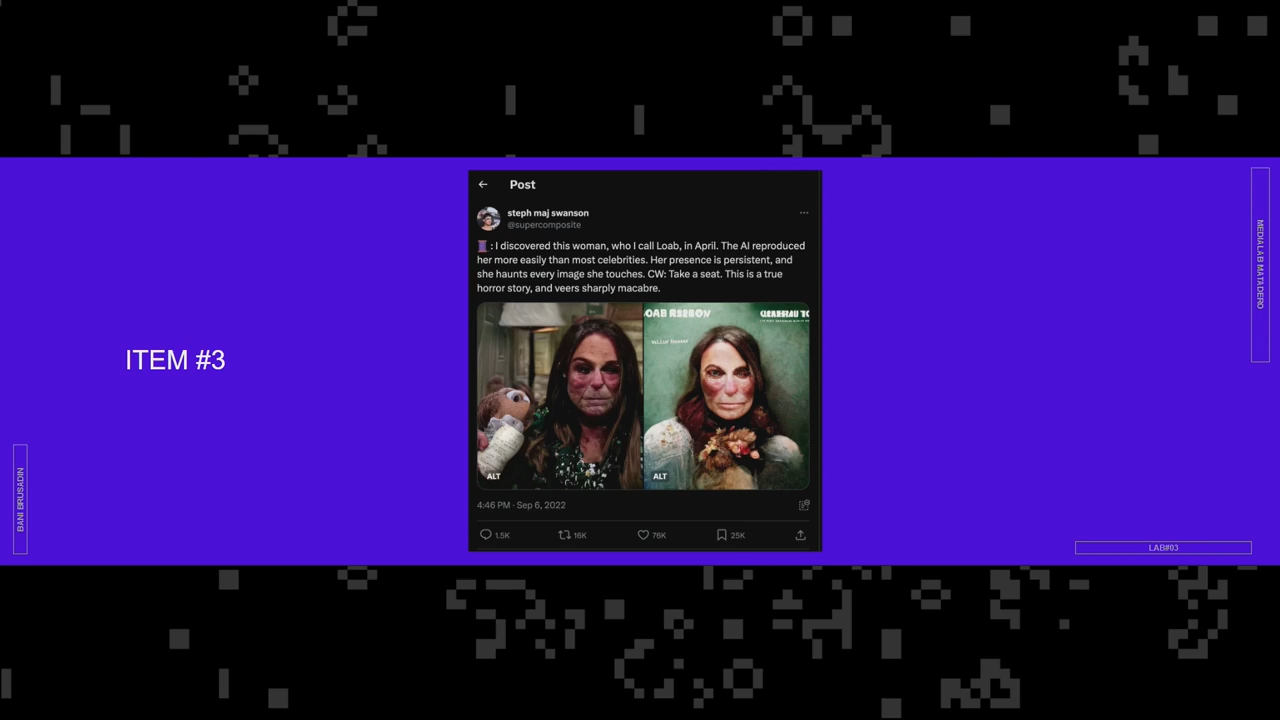 Post
steph maj swanson
@supercomposite
🧵 : I discovered this woman, who I call Loab, in April. The AI reproduced
her more easily than most celebrities. Her presence is persistent, and
she haunts every image she touches. CW: Take a seat. This is a true
horror story, and veers sharply macabre.
OAB
ALT
ALT
4:46 PM · Sep 6, 2022
1.5K 16K 76K 25K
ITEM #3
BANI BRUSADIN
MEDIALAB MATADERO
LAB#03